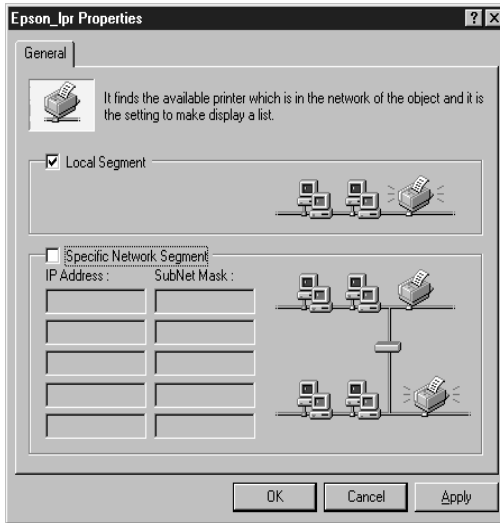 Epson_lpr Properties
General
It finds the available printer which is in the network of the object and it is
the setting to make display a list.
Local Segment
Specific Network Segment
IP Address : SubNet Mask :
OK Cancel Apply